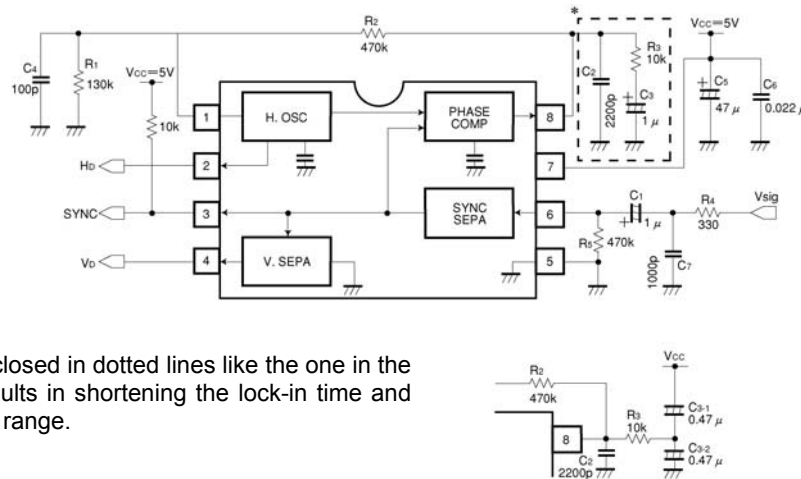 *
R2
470k
Vcc=5V
C4
100p
R1
130k
Vcc=5V
10k
C2
2200p
R3
10k
C3
+
1 μ
C5
+
47 μ
C6
0.022 μ
1
H. OSC
PHASE
COMP
8
HD
2
7
SYNC
3
SYNC
SEPA
6
C1
+
1 μ
R4
330
Vsig
R5
470k
1000p
C7
VD
4
V. SEPA
5
closed in dotted lines like the one in the
ults in shortening the lock-in time and
range.
R2
470k
Vcc
8
C2
2200p
R3
10k
C3-1
0.47 μ
C3-2
0.47 μ